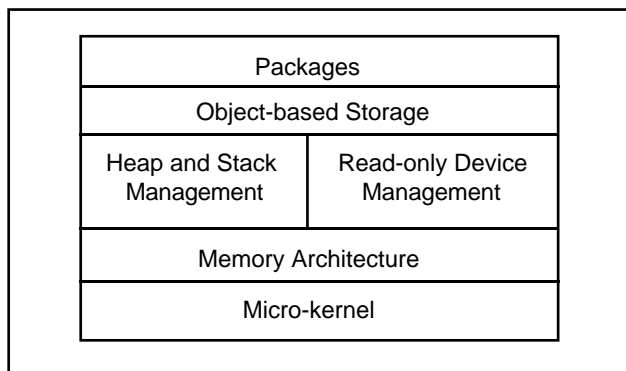 Packages
Object-based Storage
Heap and Stack
Management
Read-only Device
Management
Memory Architecture
Micro-kernel